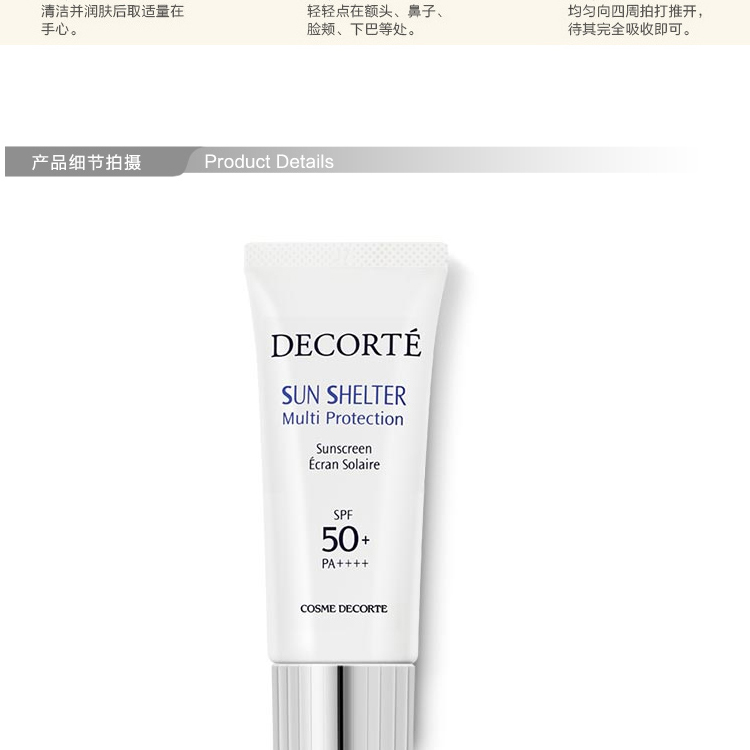 清洁并润肤后取适量在
手心。
轻轻点在额头、鼻子、
脸颊、下巴等处。
均匀向四周拍打推开，
待其完全吸收即可。
产品细节拍摄
Product Details
DECORTÉ
SUN SHELTER
Multi Protection
Sunscreen
Écran Solaire
SPF
50+
PA++++
COSME DECORTE